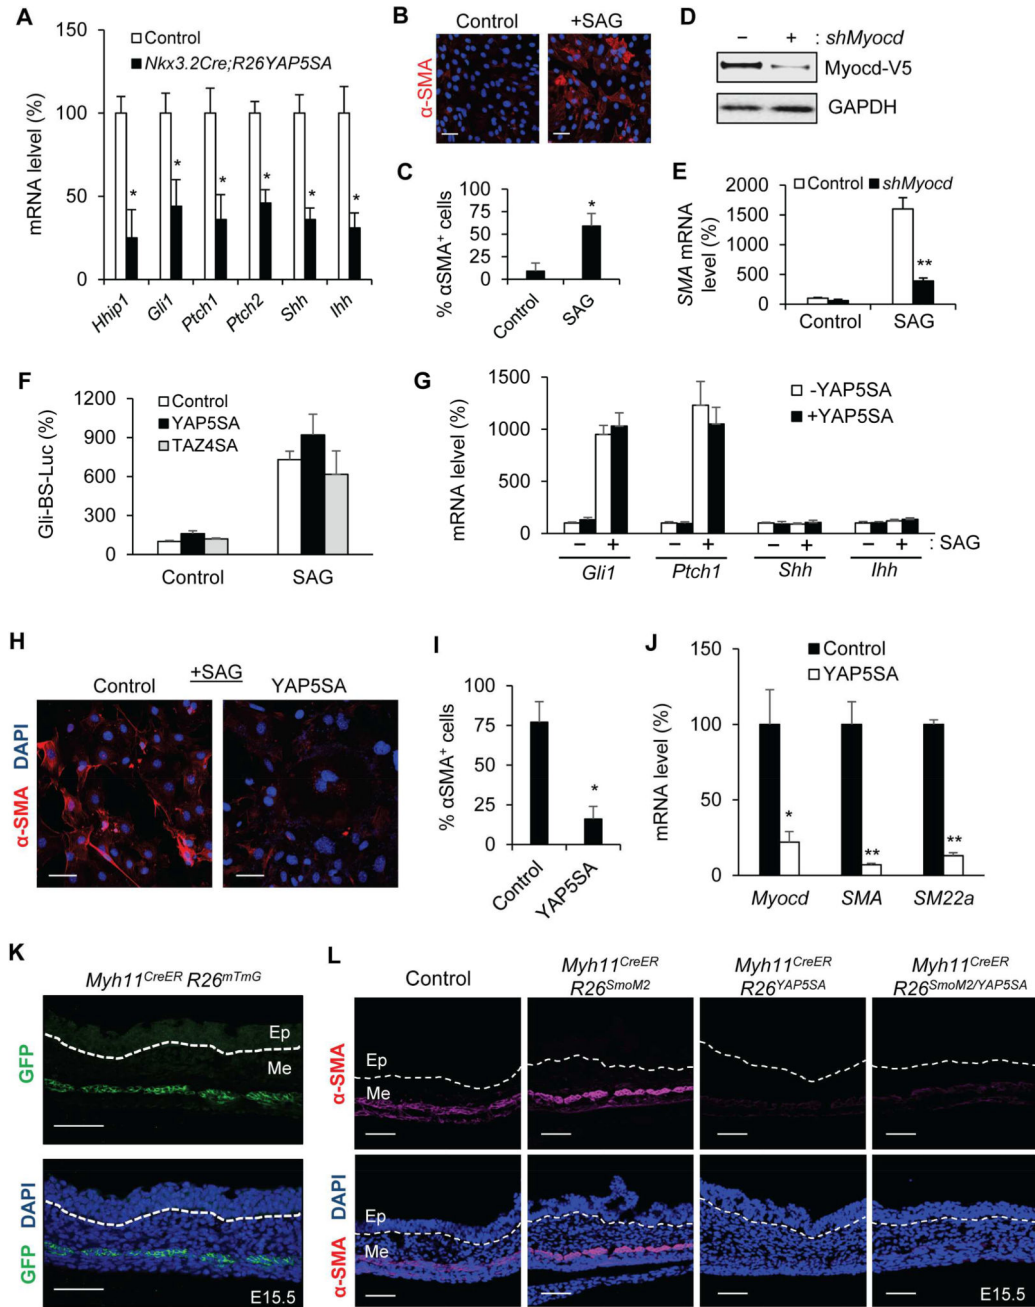 A
150
100
50
0
mRNA lelvel (%)
Control
Nkx3.2Cre;R26YAP5SA
* * * * * *
Hhip1 Gli1 Ptch1 Ptch2 Shh Ihh
B
Control +SAG
α-SMA
C
% αSMA⁺ cells
100
75
50
25
0
*
Control SAG
D
− + : shMyocd
Myocd-V5
GAPDH
E
SMA mRNA
level (%)
2000
1500
1000
500
0
Control shMyocd
**
Control SAG
F
Gli-BS-Luc (%)
1200
900
600
300
0
Control
YAP5SA
TAZ4SA
Control SAG
G
mRNA lelvel (%)
1500
1000
500
0
-YAP5SA
+YAP5SA
− + − + − + − + : SAG
Gli1 Ptch1 Shh Ihh
H
+SAG
Control YAP5SA
α-SMA DAPI
I
% αSMA⁺ cells
100
75
50
25
0
*
Control YAP5SA
J
mRNA level (%)
150
100
50
0
Control
YAP5SA
* ** **
Myocd SMA SM22a
K
Myh11CreER R26mTmG
GFP
Ep
Me
GFP DAPI
E15.5
L
Control
Myh11CreER
R26SmoM2
Myh11CreER
R26YAP5SA
Myh11CreER
R26SmoM2/YAP5SA
α-SMA
Ep
Me
α-SMA DAPI
Ep
Me
E15.5